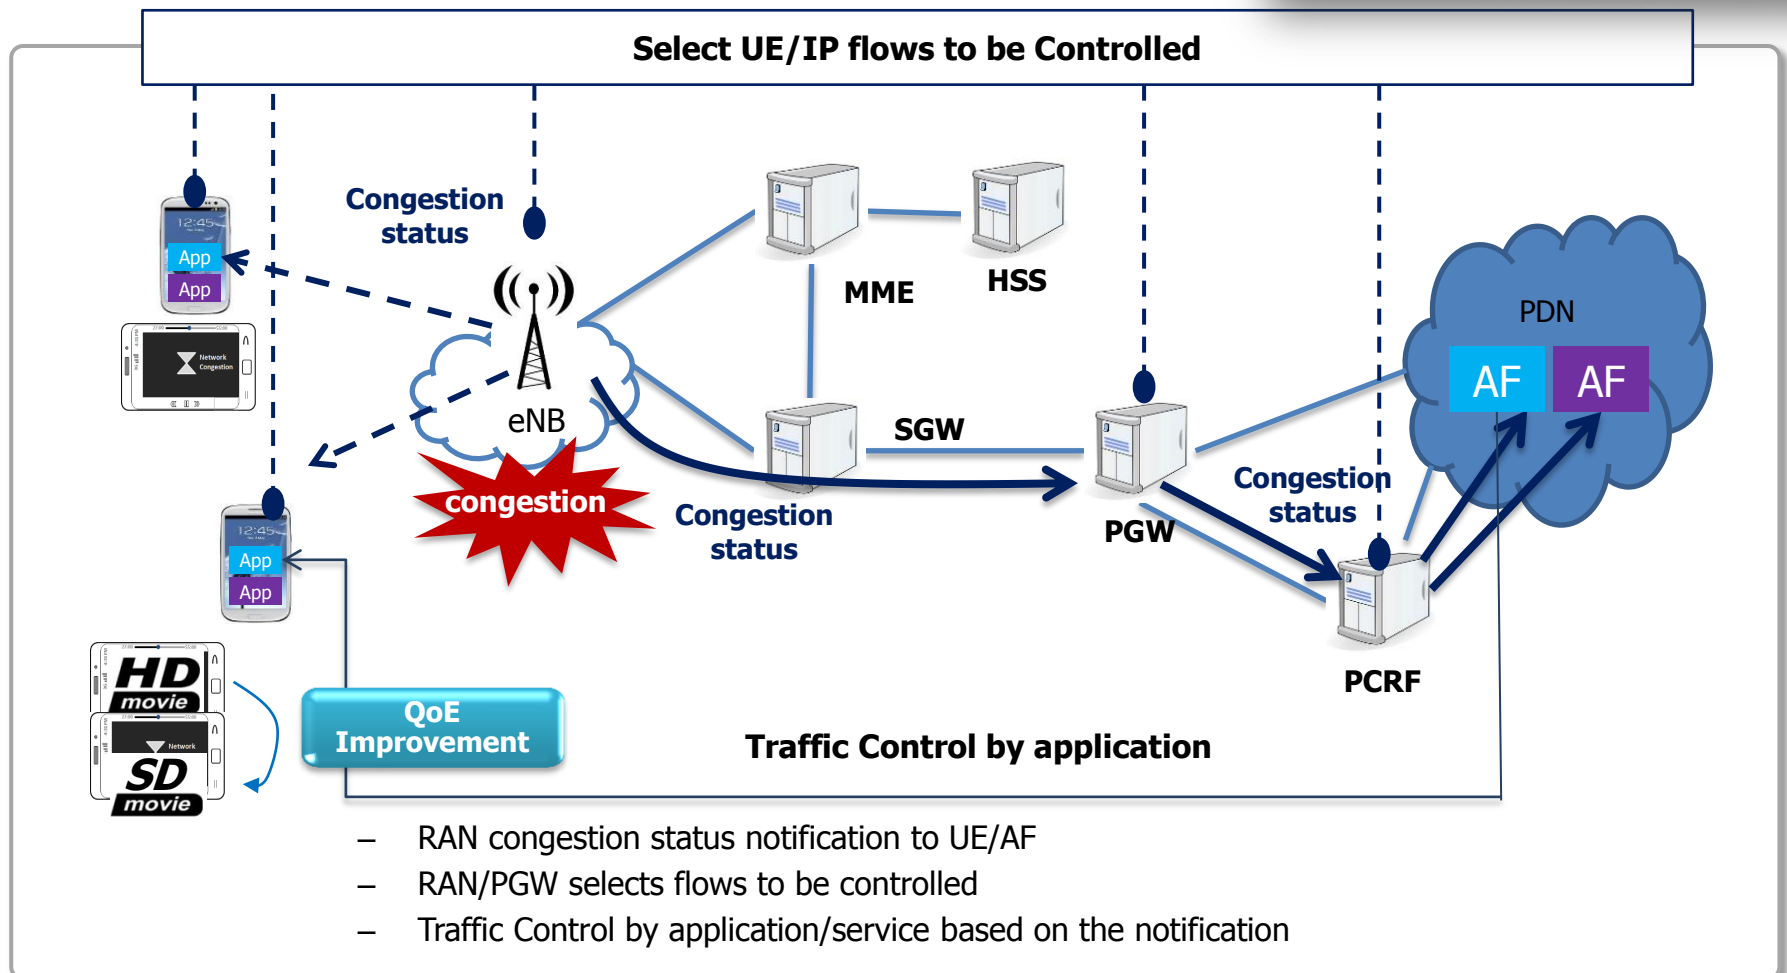 Select UE/IP flows to be Controlled
Congestion
status
12:45
App
App
Network
Congestion
eNB
congestion
MME
HSS
SGW
PGW
Congestion
status
Congestion
status
PCRF
PDN
AF
AF
12:45
App
App
HD
movie
Network
SD
movie
QoE
Improvement
Traffic Control by application
– RAN congestion status notification to UE/AF
– RAN/PGW selects flows to be controlled
– Traffic Control by application/service based on the notification